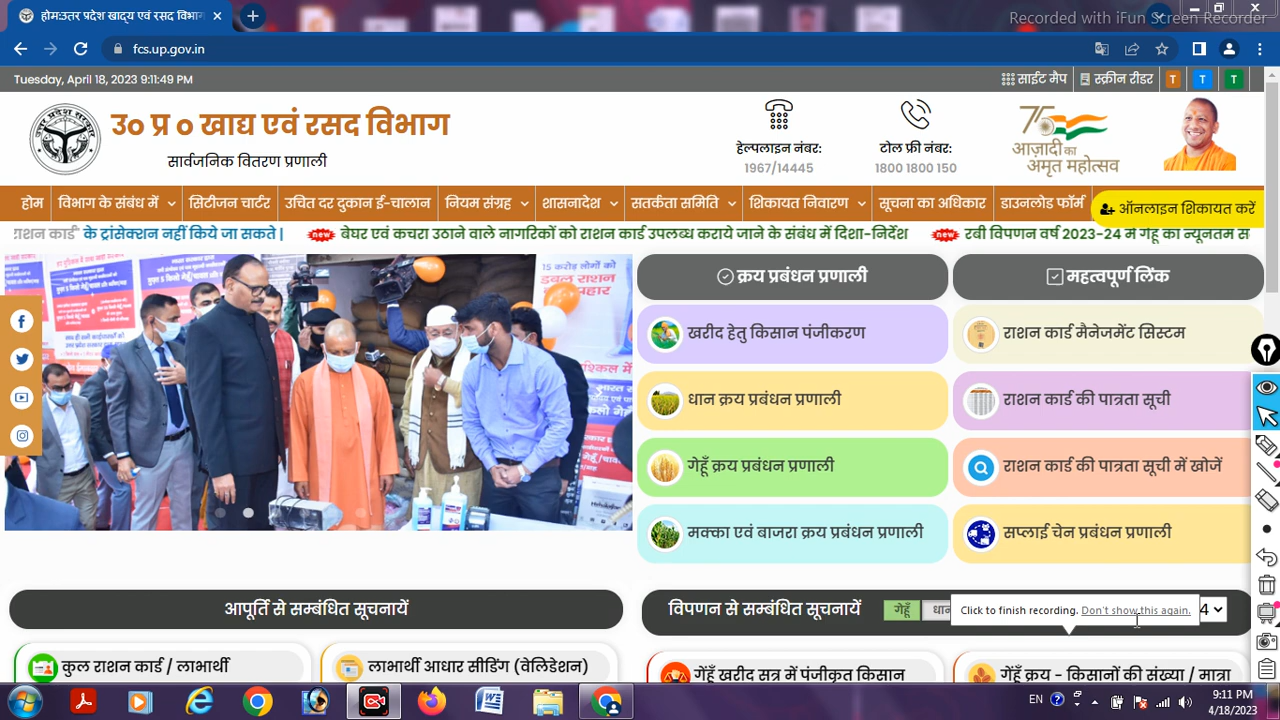 होम:उत्तर प्रदेश खाद्य एवं रसद विभाग
Recorded with iFun Screen Recorder
fcs.up.gov.in
Tuesday, April 18, 2023 9:11:49 PM
साईट मैप
स्क्रीन रीडर
T T T
उ० प्र ० खाद्य एवं रसद विभाग
सार्वजनिक वितरण प्रणाली
हेल्पलाइन नंबर:
1967/14445
टोल फ्री नंबर:
1800 1800 150
75
आज़ादी का
अमृत महोत्सव
होम
विभाग के संबंध में
सिटीजन चार्टर
उचित दर दुकान ई-चालान
नियम संग्रह
शासनादेश
सतर्कता समिति
शिकायत निवारण
सूचना का अधिकार
डाउनलोड फॉर्म
ऑनलाइन शिकायत करें
राशन कार्ड" के ट्रांसेक्शन नहीं किये जा सकते |
new बेघर एवं कचरा उठाने वाले नागरिकों को राशन कार्ड उपलब्ध कराये जाने के संबंध में दिशा-निर्देश
new रबी विपणन वर्ष 2023-24 में गेहूं का न्यूनतम स
15 करोड़ लोगों को
डबल राशन
क्रय प्रबंधन प्रणाली
खरीद हेतु किसान पंजीकरण
धान क्रय प्रबंधन प्रणाली
गेहूँ क्रय प्रबंधन प्रणाली
मक्का एवं बाजरा क्रय प्रबंधन प्रणाली
महत्वपूर्ण लिंक
राशन कार्ड मैनेजमेंट सिस्टम
राशन कार्ड की पात्रता सूची
राशन कार्ड की पात्रता सूची में खोजें
सप्लाई चेन प्रबंधन प्रणाली
आपूर्ति से सम्बंधित सूचनायें
विपणन से सम्बंधित सूचनायें
गेहूँ
धान
4
Click to finish recording. Don't show this again.
कुल राशन कार्ड / लाभार्थी
लाभार्थी आधार सीडिंग (वेलिडेशन)
गेहूँ खरीद सत्र में पंजीकृत किसान
गेहूँ क्रय - किसानों की संख्या / मात्रा
EN
9:11 PM
4/18/2023